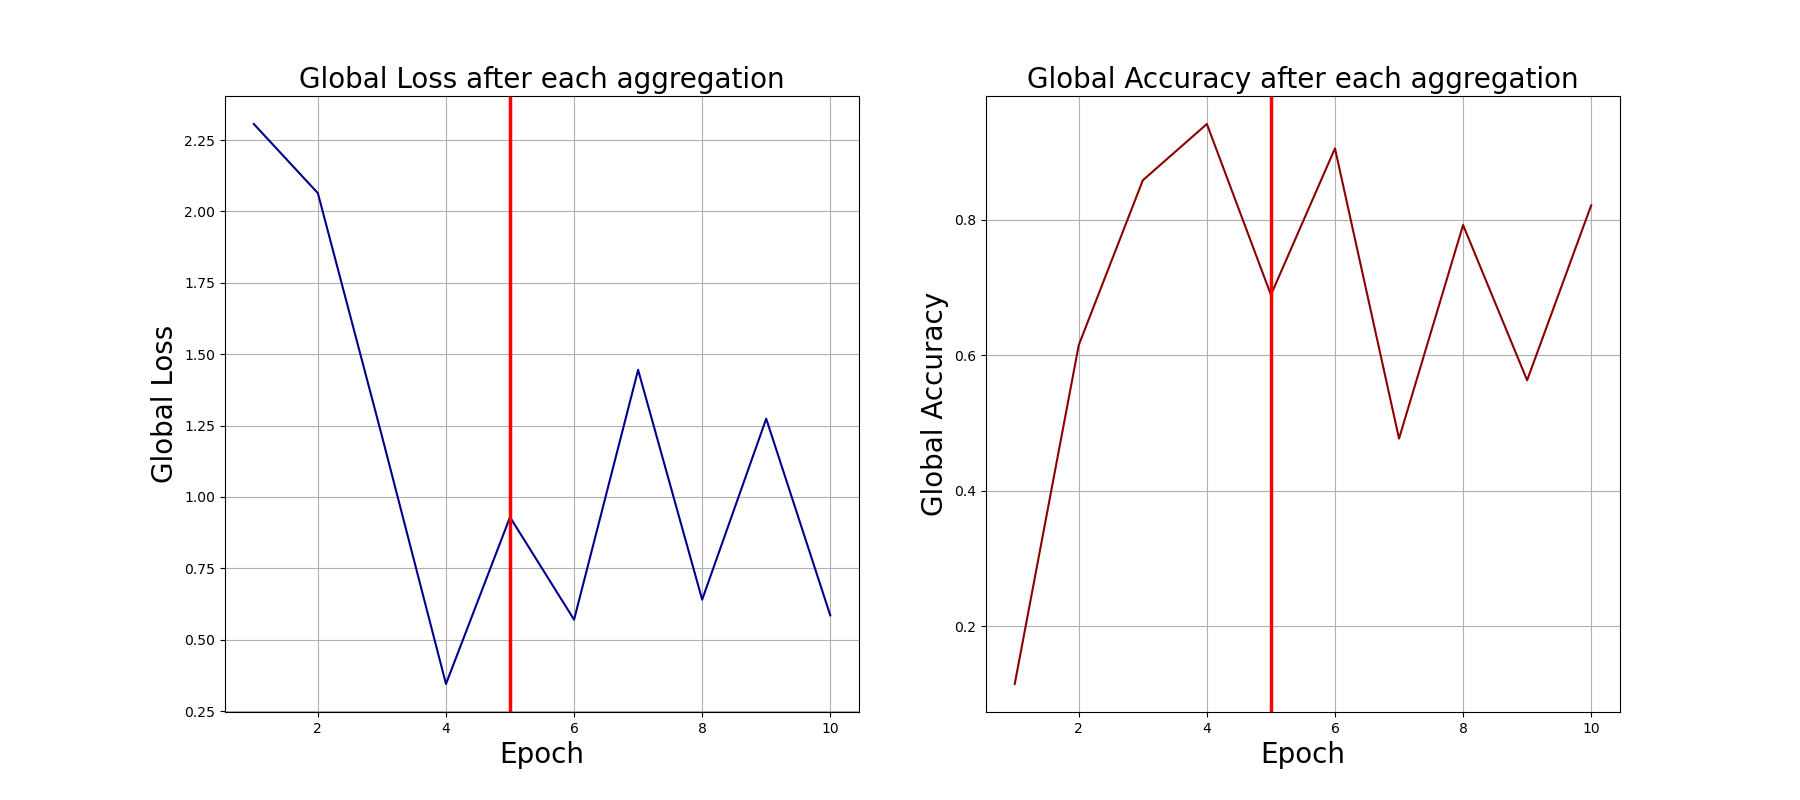 Global Loss after each aggregation
Global Loss
2.25
2.00
1.75
1.50
1.25
1.00
0.75
0.50
0.25
2 4 6 8 10
Epoch
Global Accuracy after each aggregation
Global Accuracy
0.8
0.6
0.4
0.2
2 4 6 8 10
Epoch